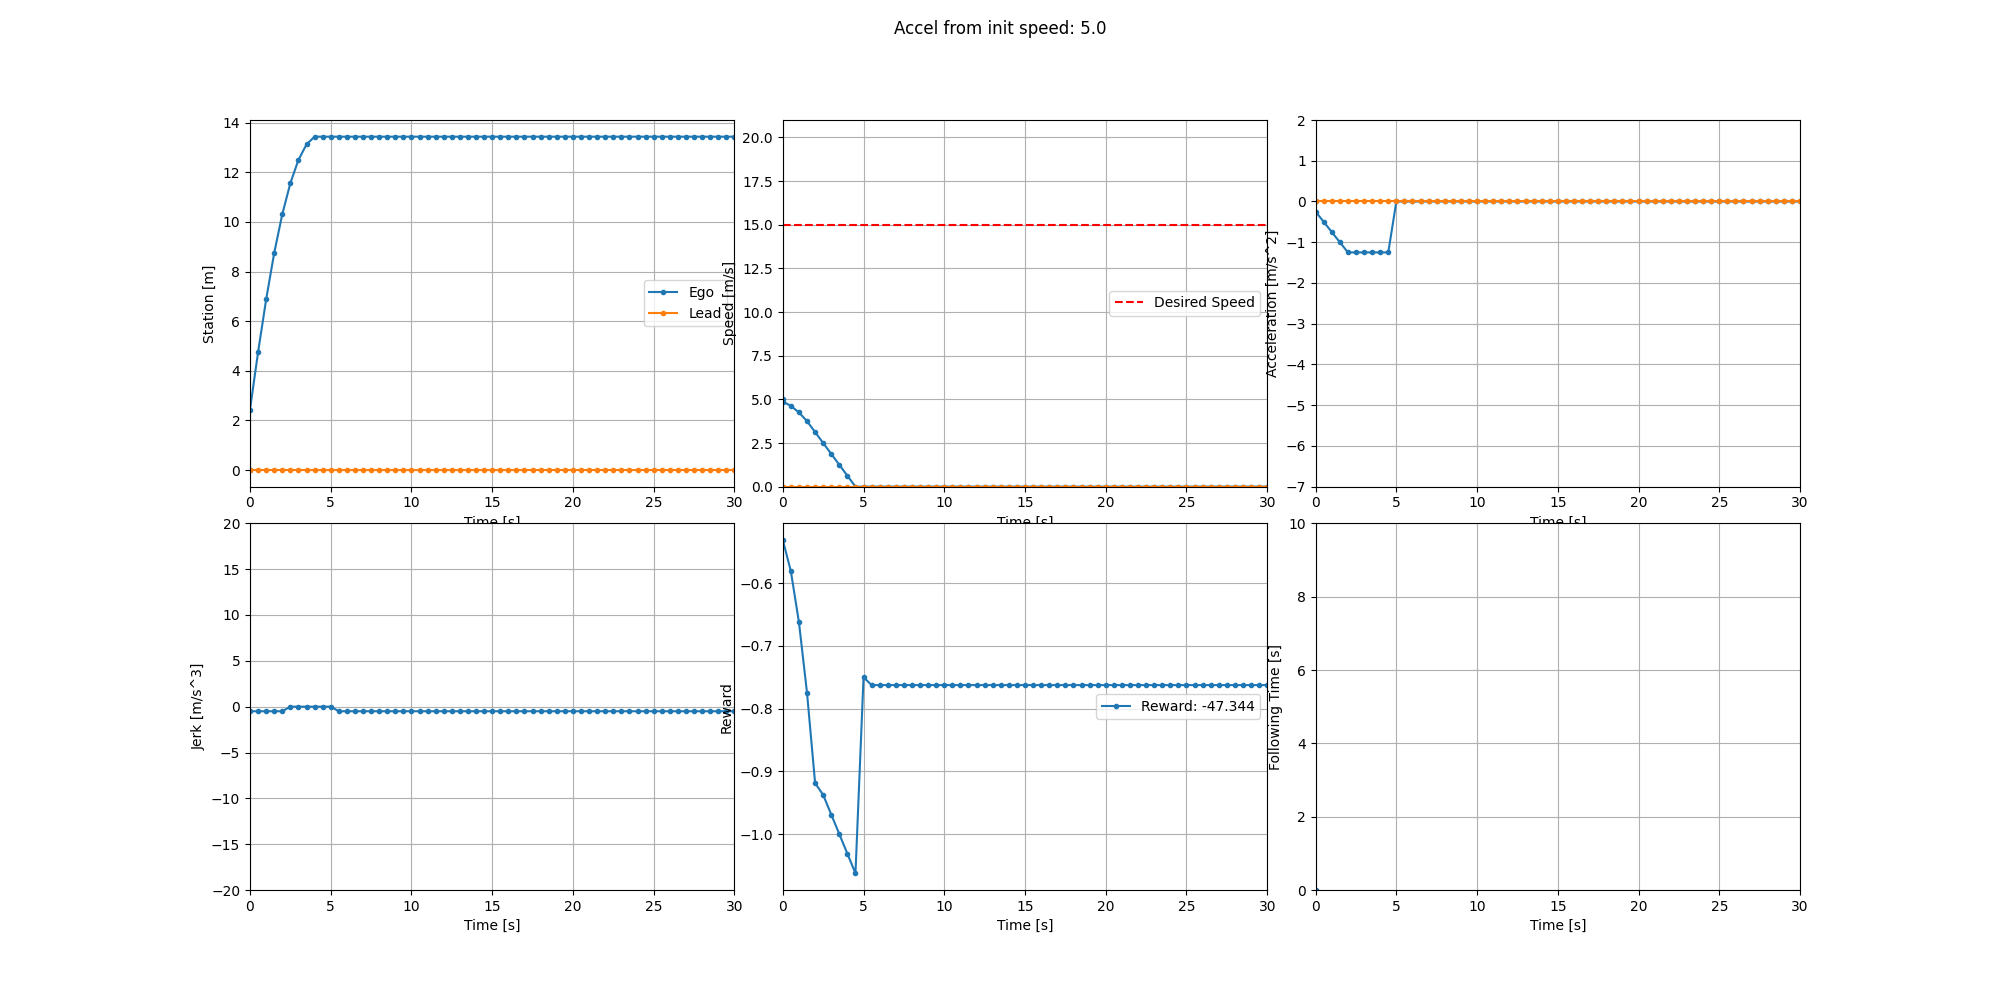 Accel from init speed: 5.0
14
12
10
8
6
4
2
0
Station [m]
0 5 10 15 20 25 30
Time [s]
Ego
Lead
20.0
17.5
15.0
12.5
10.0
7.5
5.0
2.5
0.0
Speed [m/s]
0 5 10 15 20 25 30
Time [s]
Desired Speed
2
1
0
−1
−2
−3
−4
−5
−6
−7
Acceleration [m/s^2]
0 5 10 15 20 25 30
Time [s]
20
15
10
5
0
−5
−10
−15
−20
Jerk [m/s^3]
0 5 10 15 20 25 30
Time [s]
−0.6
−0.7
−0.8
−0.9
−1.0
Reward
0 5 10 15 20 25 30
Time [s]
Reward: -47.344
10
8
6
4
2
0
Following Time [s]
0 5 10 15 20 25 30
Time [s]